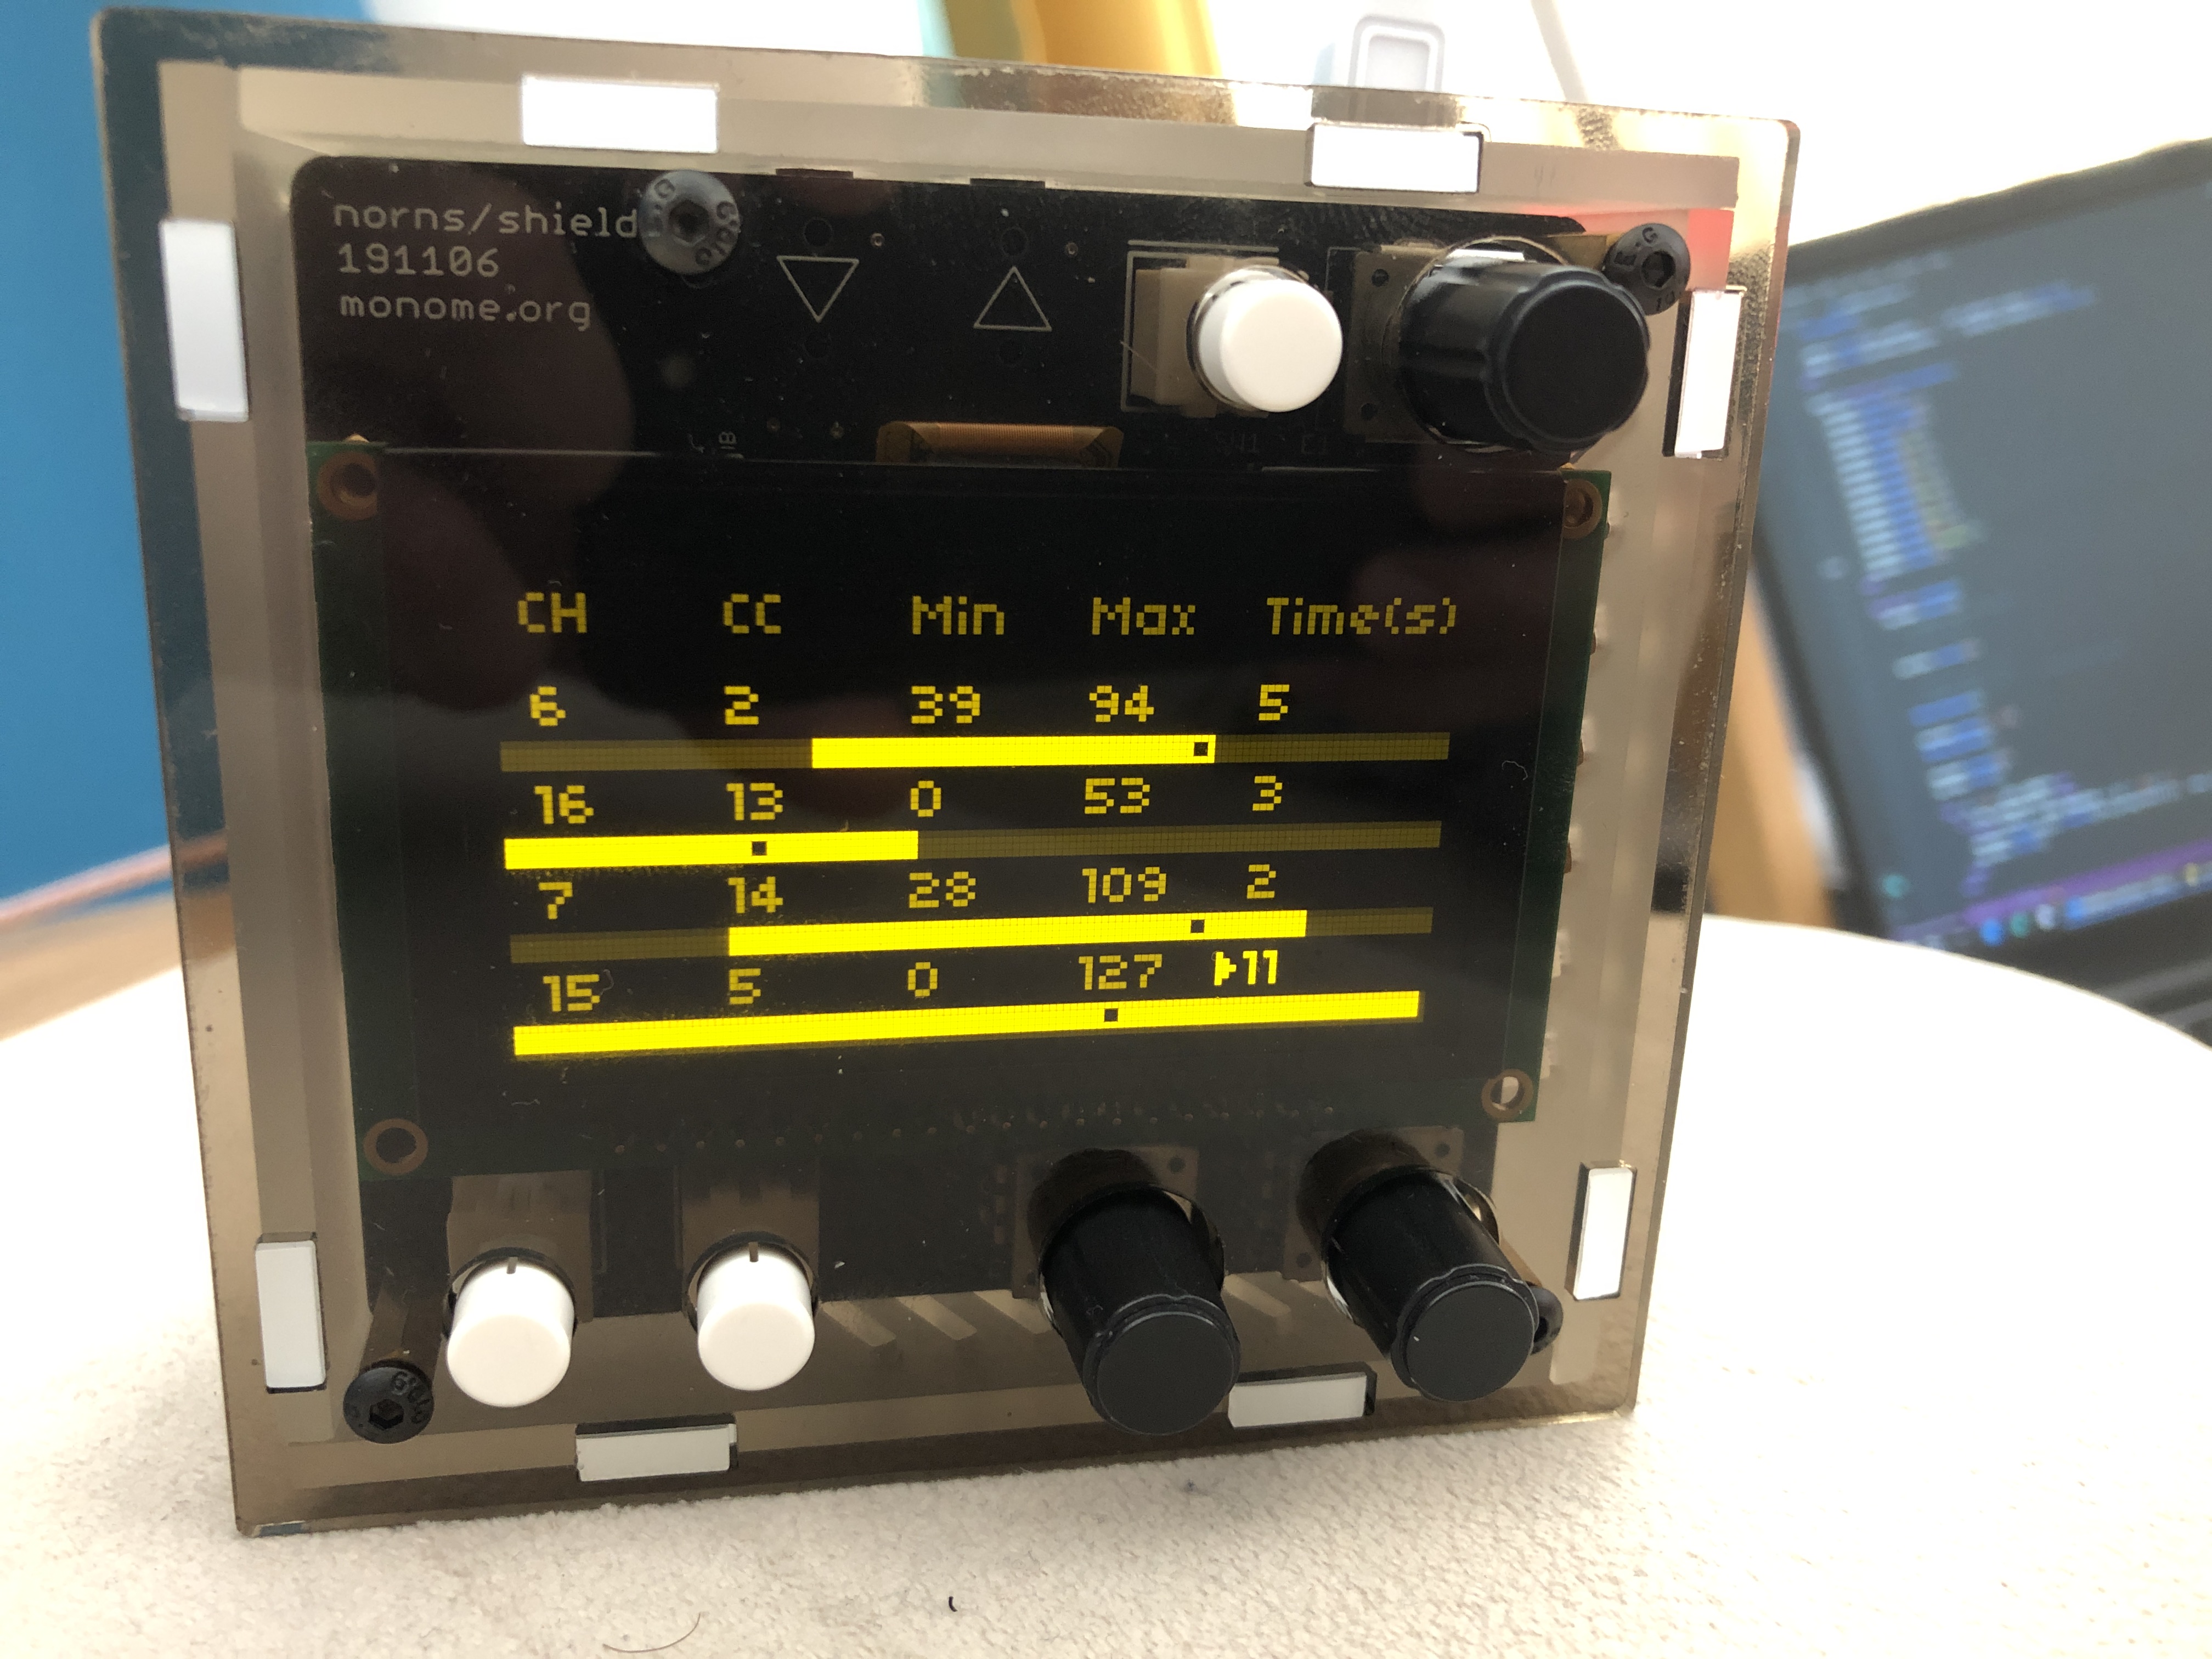 norns/shield
191106
monome.org
CH CC Min Max Time(s)
6 2 39 94 5
16 13 0 53 3
7 14 28 109 2
15 5 0 127 ▸11